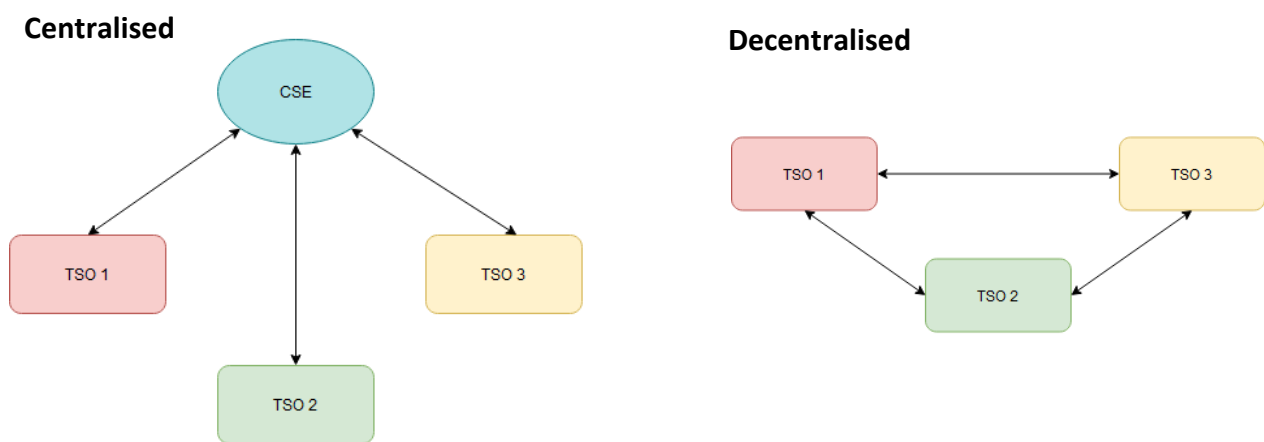 Centralised
CSE
TSO 1
TSO 3
TSO 2
Decentralised
TSO 1
TSO 3
TSO 2